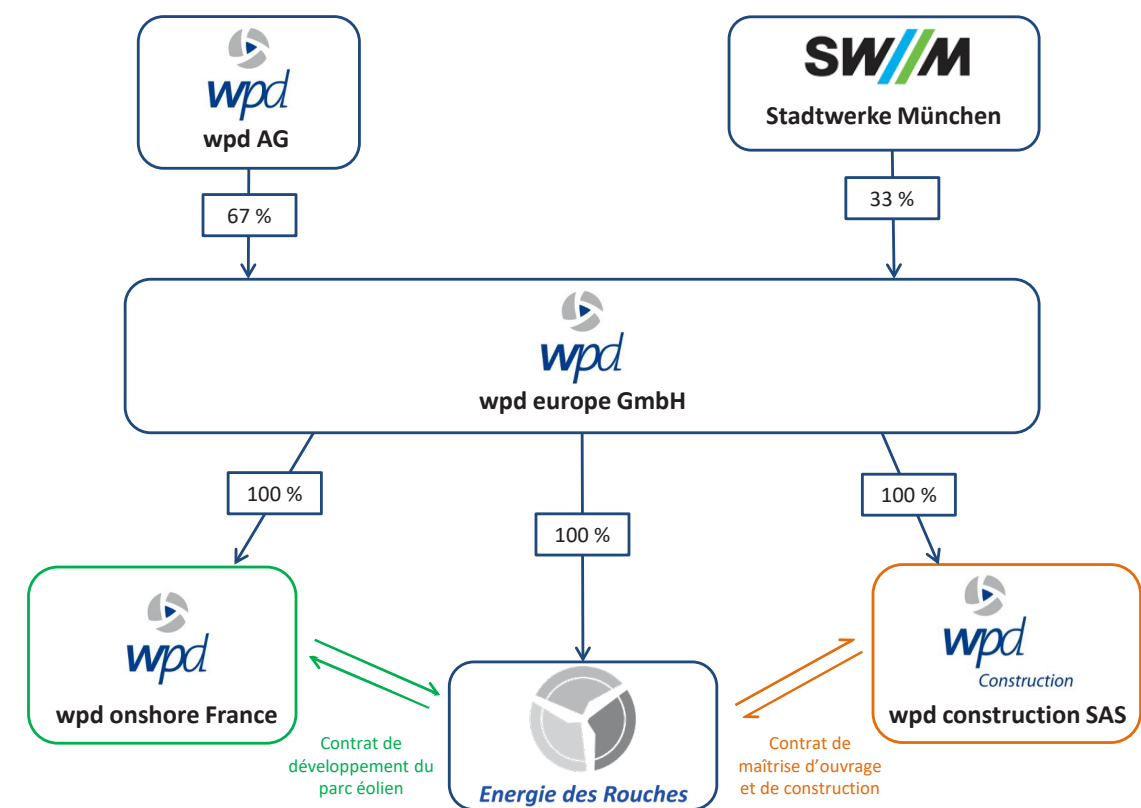 wpd
wpd AG
SW//M
Stadtwerke München
67 %
33 %
wpd
wpd europe GmbH
100 %
100 %
100 %
wpd
wpd onshore France
wpd
Construction
wpd construction SAS
Contrat de
développement du
parc éolien
Energie des Rouches
Contrat de
maîtrise d'ouvrage
et de construction